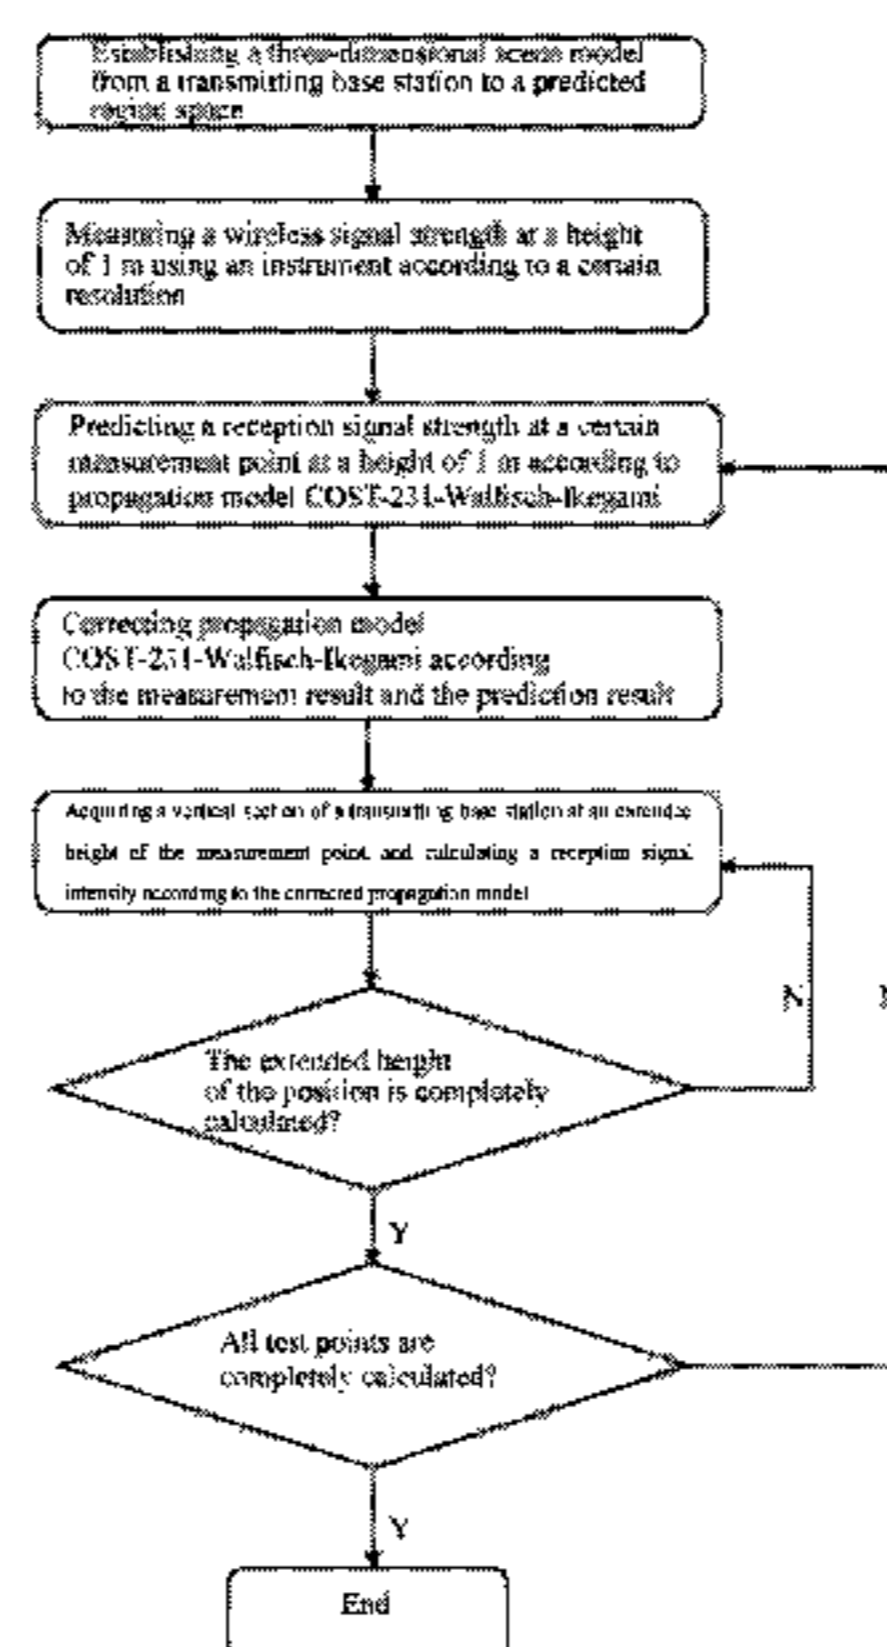 Establishing a three-dimensional scene model
from a transmitting base station to a predicted
region space
Measuring a wireless signal strength at a height
of 1 m using an instrument according to a certain
resolution
Predicting a reception signal strength at a certain
measurement point at a height of 1 m according to
propagation model COST-231-Walfisch-Ikegami
Correcting propagation model
COST-231-Walfisch-Ikegami according
to the measurement result and the prediction result
Acquiring a vertical section of a transmitting base station at an extended
height of the measurement point, and calculating a reception signal
intensity according to the corrected propagation model
N
The extended height
of the position is completely
calculated?
Y
All test points are
completely calculated?
Y
End